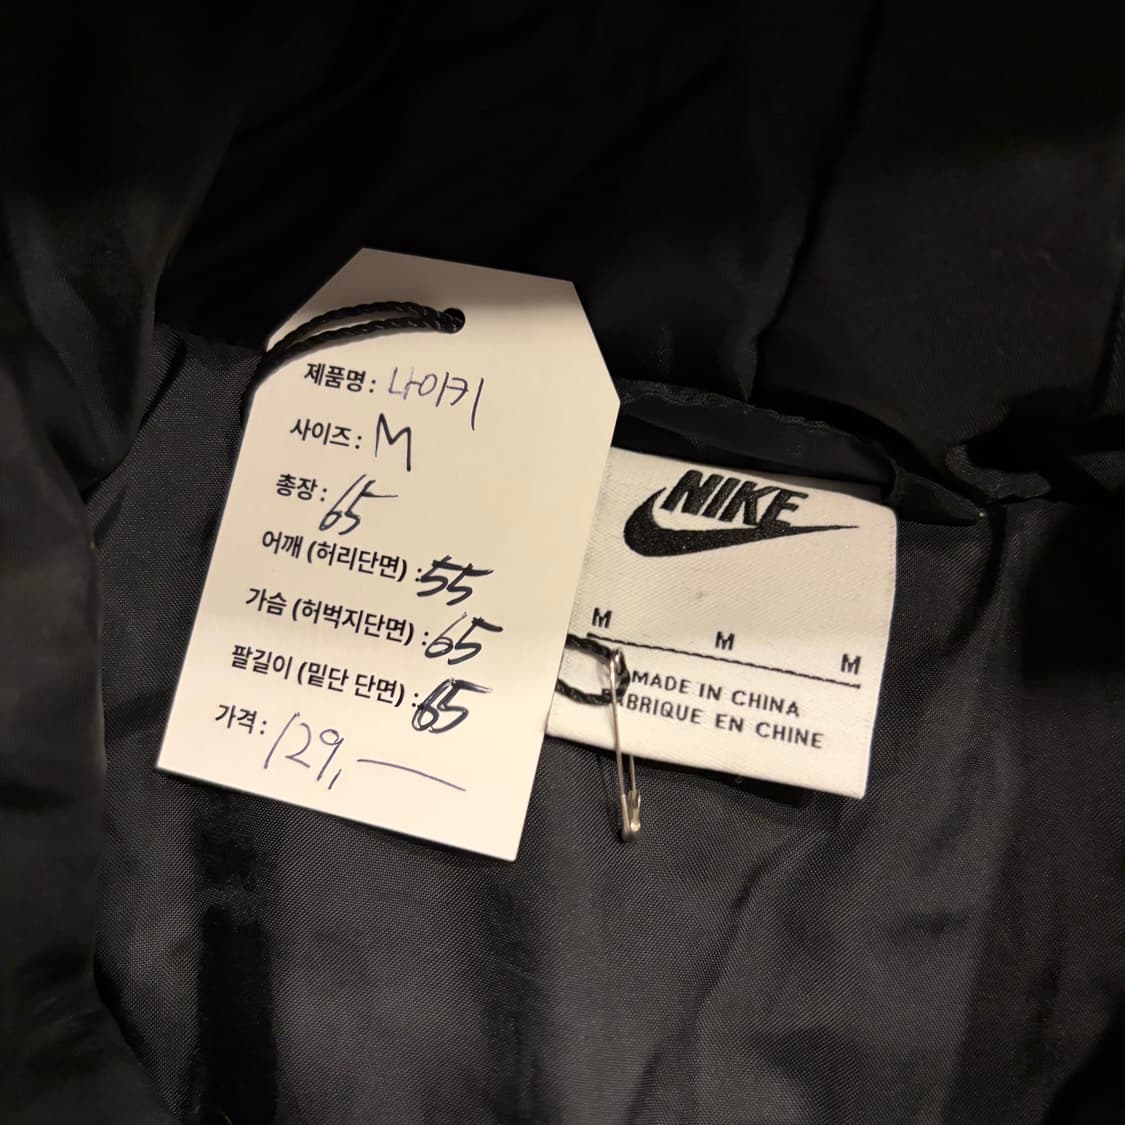 제품명: 나이키
사이즈: M
총장: 65
어깨 (허리단면) : 55
가슴 (허벅지단면) : 65
팔길이 (밑단 단면) : 65
가격: 129,—
NIKE
M M M
MADE IN CHINA
FABRIQUE EN CHINE